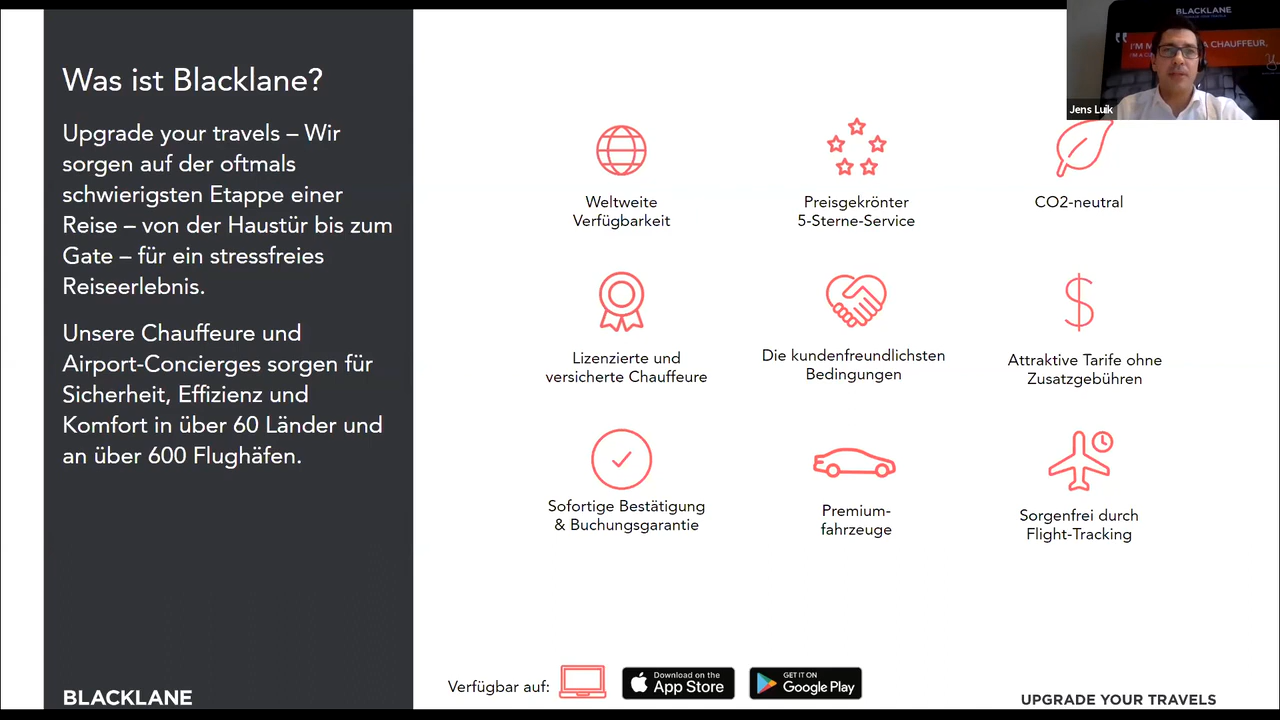 Was ist Blacklane?
Upgrade your travels – Wir
sorgen auf der oftmals
schwierigsten Etappe einer
Reise – von der Haustür bis zum
Gate – für ein stressfreies
Reiseerlebnis.
Unsere Chauffeure und
Airport-Concierges sorgen für
Sicherheit, Effizienz und
Komfort in über 60 Länder und
an über 600 Flughäfen.
BLACKLANE
Weltweite
Verfügbarkeit
Preisgekrönter
5-Sterne-Service
CO2-neutral
Lizenzierte und
versicherte Chauffeure
Die kundenfreundlichsten
Bedingungen
Attraktive Tarife ohne
Zusatzgebühren
Sofortige Bestätigung
& Buchungsgarantie
Premium-
fahrzeuge
Sorgenfrei durch
Flight-Tracking
Verfügbar auf:
Download on the
App Store
GET IT ON
Google Play
UPGRADE YOUR TRAVELS
BLACKLANE
I'M A CHAUFFEUR,
Jens Luik